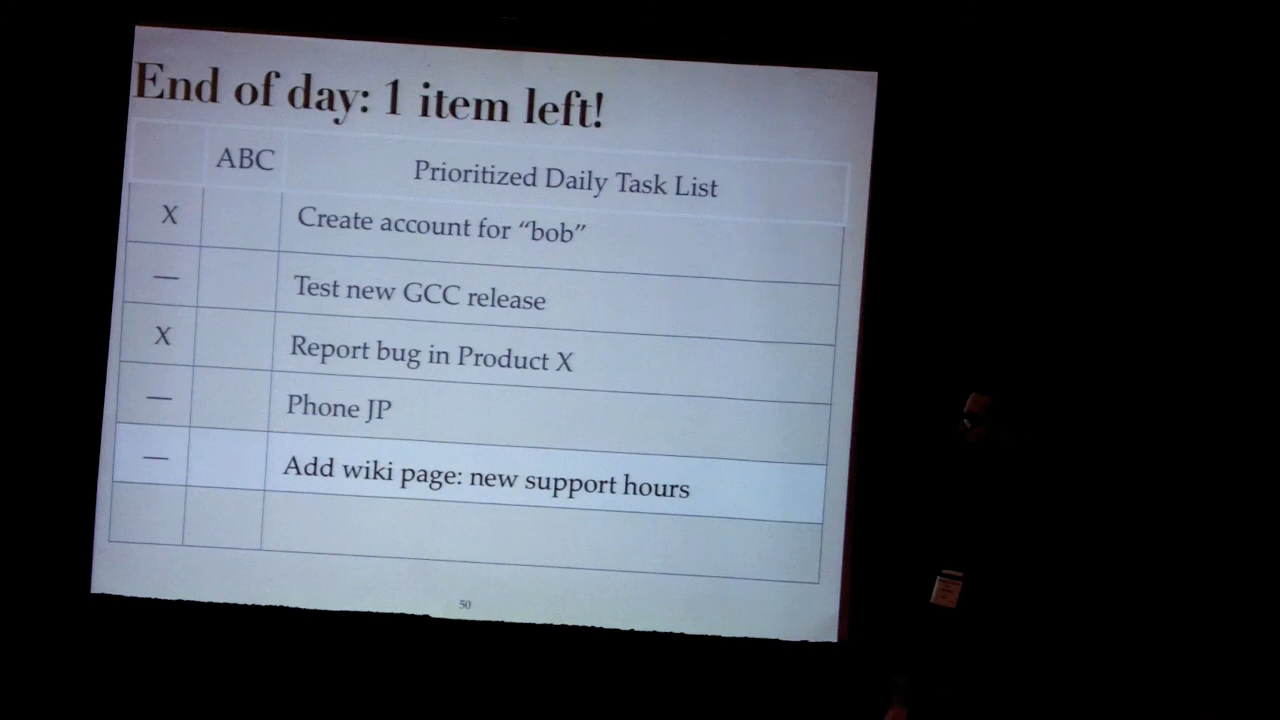 End of day: 1 item left!
ABC Prioritized Daily Task List
X Create account for “bob”
— Test new GCC release
X Report bug in Product X
— Phone JP
— Add wiki page: new support hours
50